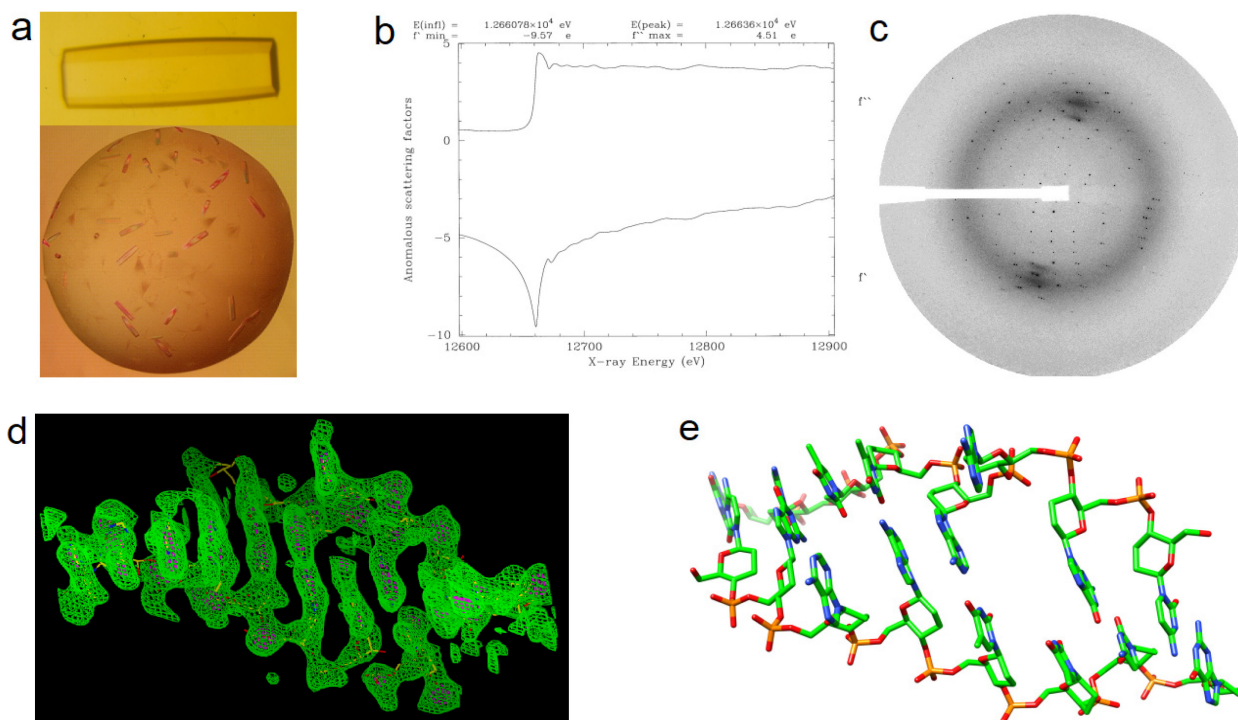 a
b
c
E(infl) = 1.266078×10⁴ eV E(peak) = 1.26636×10⁴ eV
f` min = −9.57 e f`` max = 4.51 e
Anomalous scattering factors
5
0
−5
−10
12600 12700 12800 12900
X-ray Energy (eV)
f``
f`
d
e